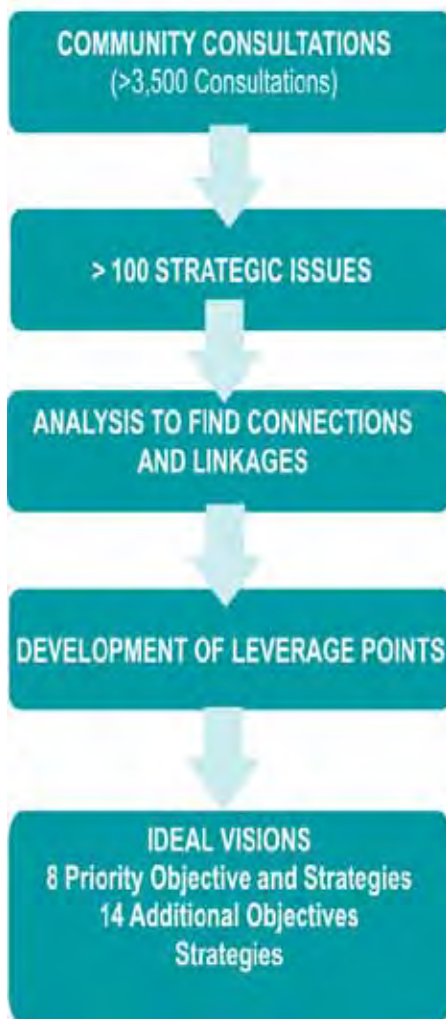 COMMUNITY CONSULTATIONS
(>3,500 Consultations)
> 100 STRATEGIC ISSUES
ANALYSIS TO FIND CONNECTIONS
AND LINKAGES
DEVELOPMENT OF LEVERAGE POINTS
IDEAL VISIONS
8 Priority Objective and Strategies
14 Additional Objectives
Strategies